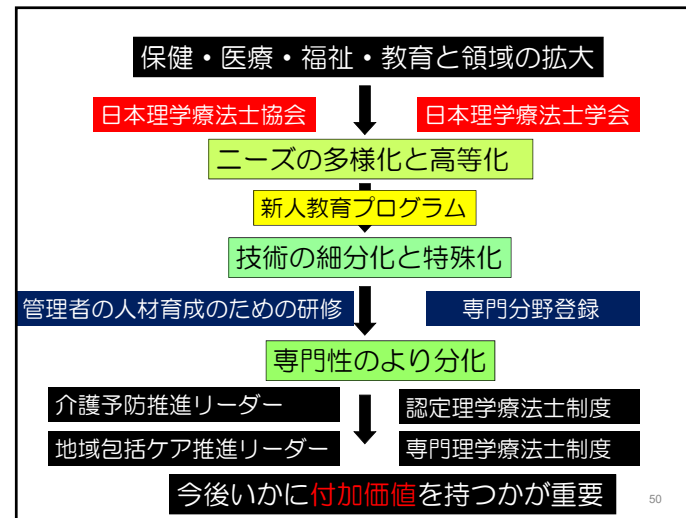 保健・医療・福祉・教育と領域の拡大
日本理学療法士協会
日本理学療法士学会
ニーズの多様化と高等化
新人教育プログラム
技術の細分化と特殊化
管理者の人材育成のための研修
専門分野登録
専門性のより分化
介護予防推進リーダー
認定理学療法士制度
地域包括ケア推進リーダー
専門理学療法士制度
今後いかに付加価値を持つかが重要
50